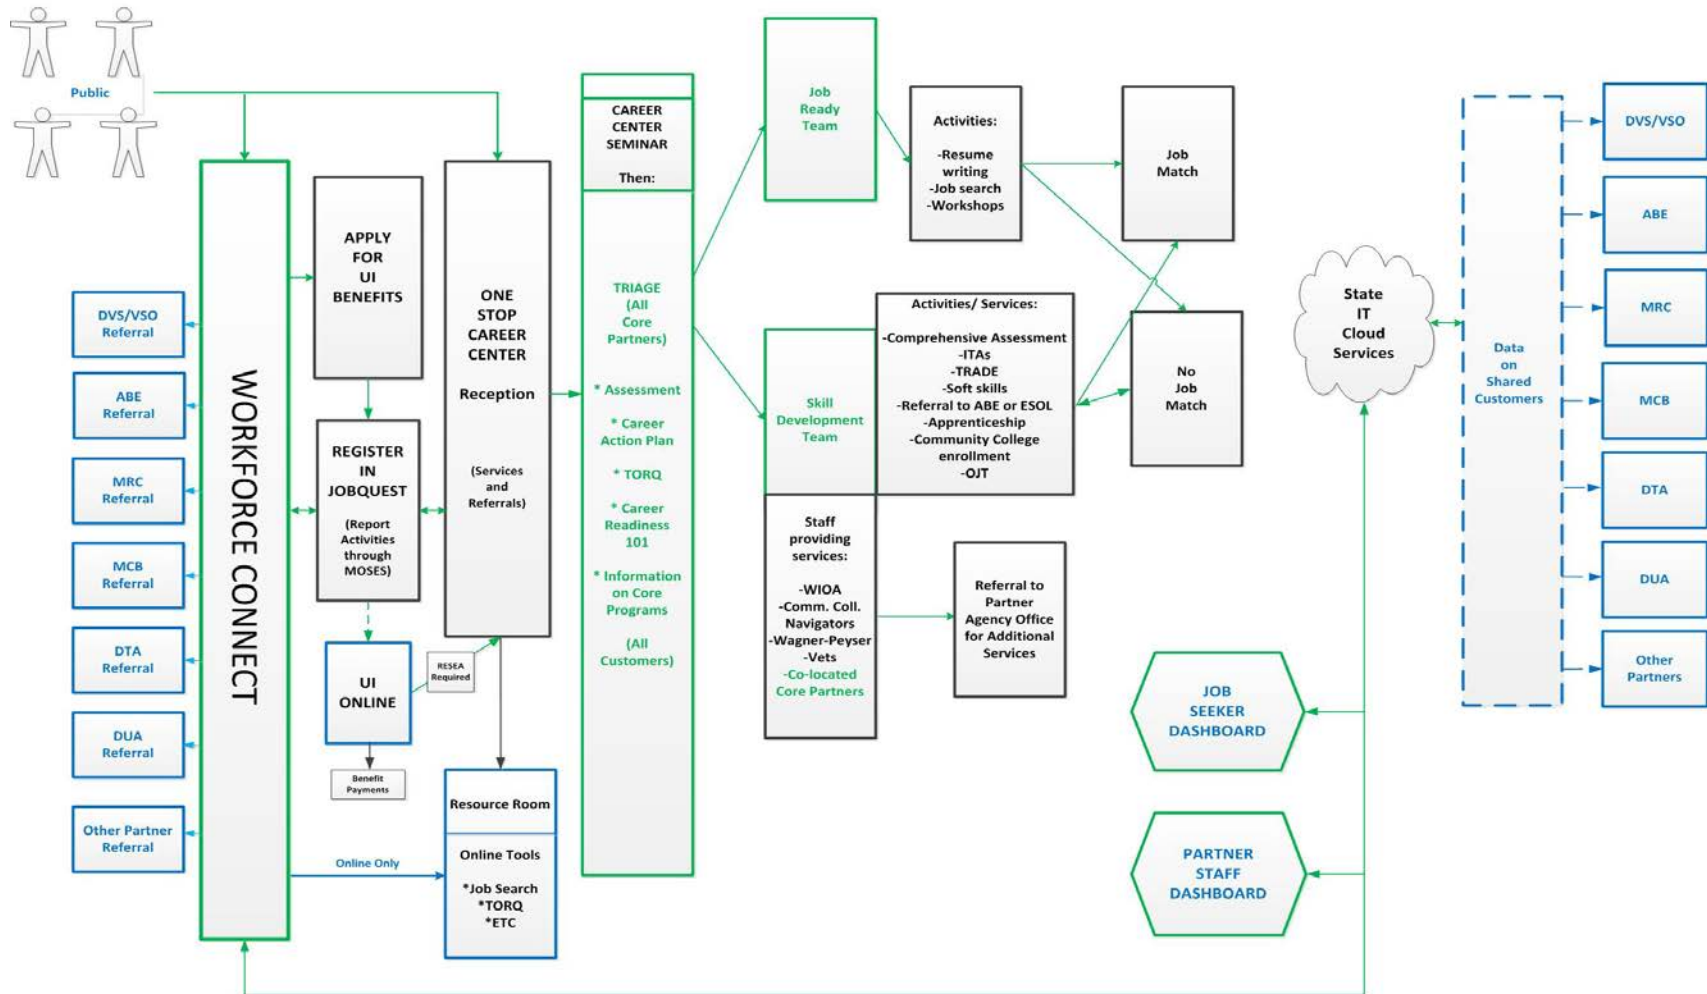 Public
WORKFORCE CONNECT
DVS/VSO
Referral
ABE
Referral
MRC
Referral
MCB
Referral
DTA
Referral
DUA
Referral
Other Partner
Referral
APPLY
FOR
UI
BENEFITS
REGISTER
IN
JOBQUEST
(Report
Activities
through
MOSES)
UI
ONLINE
RESEA
Required
Benefit
Payments
Online Only
ONE
STOP
CAREER
CENTER
Reception
(Services
and
Referrals)
Resource Room
Online Tools
*Job Search
*TORQ
*ETC
CAREER
CENTER
SEMINAR
Then:
TRIAGE
(All
Core
Partners)
* Assessment
* Career
Action Plan
* TORQ
* Career
Readiness
101
* Information
on Core
Programs
(All
Customers)
Job
Ready
Team
Activities:
-Resume
writing
-Job search
-Workshops
Job
Match
Skill
Development
Team
Activities/ Services:
-Comprehensive Assessment
-ITAs
-TRADE
-Soft skills
-Referral to ABE or ESOL
-Apprenticeship
-Community College
enrollment
-OJT
No
Job
Match
Staff
providing
services:
-WIOA
-Comm. Coll.
Navigators
-Wagner-Peyser
-Vets
-Co-located
Core Partners
Referral to
Partner
Agency Office
for Additional
Services
State
IT
Cloud
Services
JOB
SEEKER
DASHBOARD
PARTNER
STAFF
DASHBOARD
Data
on
Shared
Customers
DVS/VSO
ABE
MRC
MCB
DTA
DUA
Other
Partners